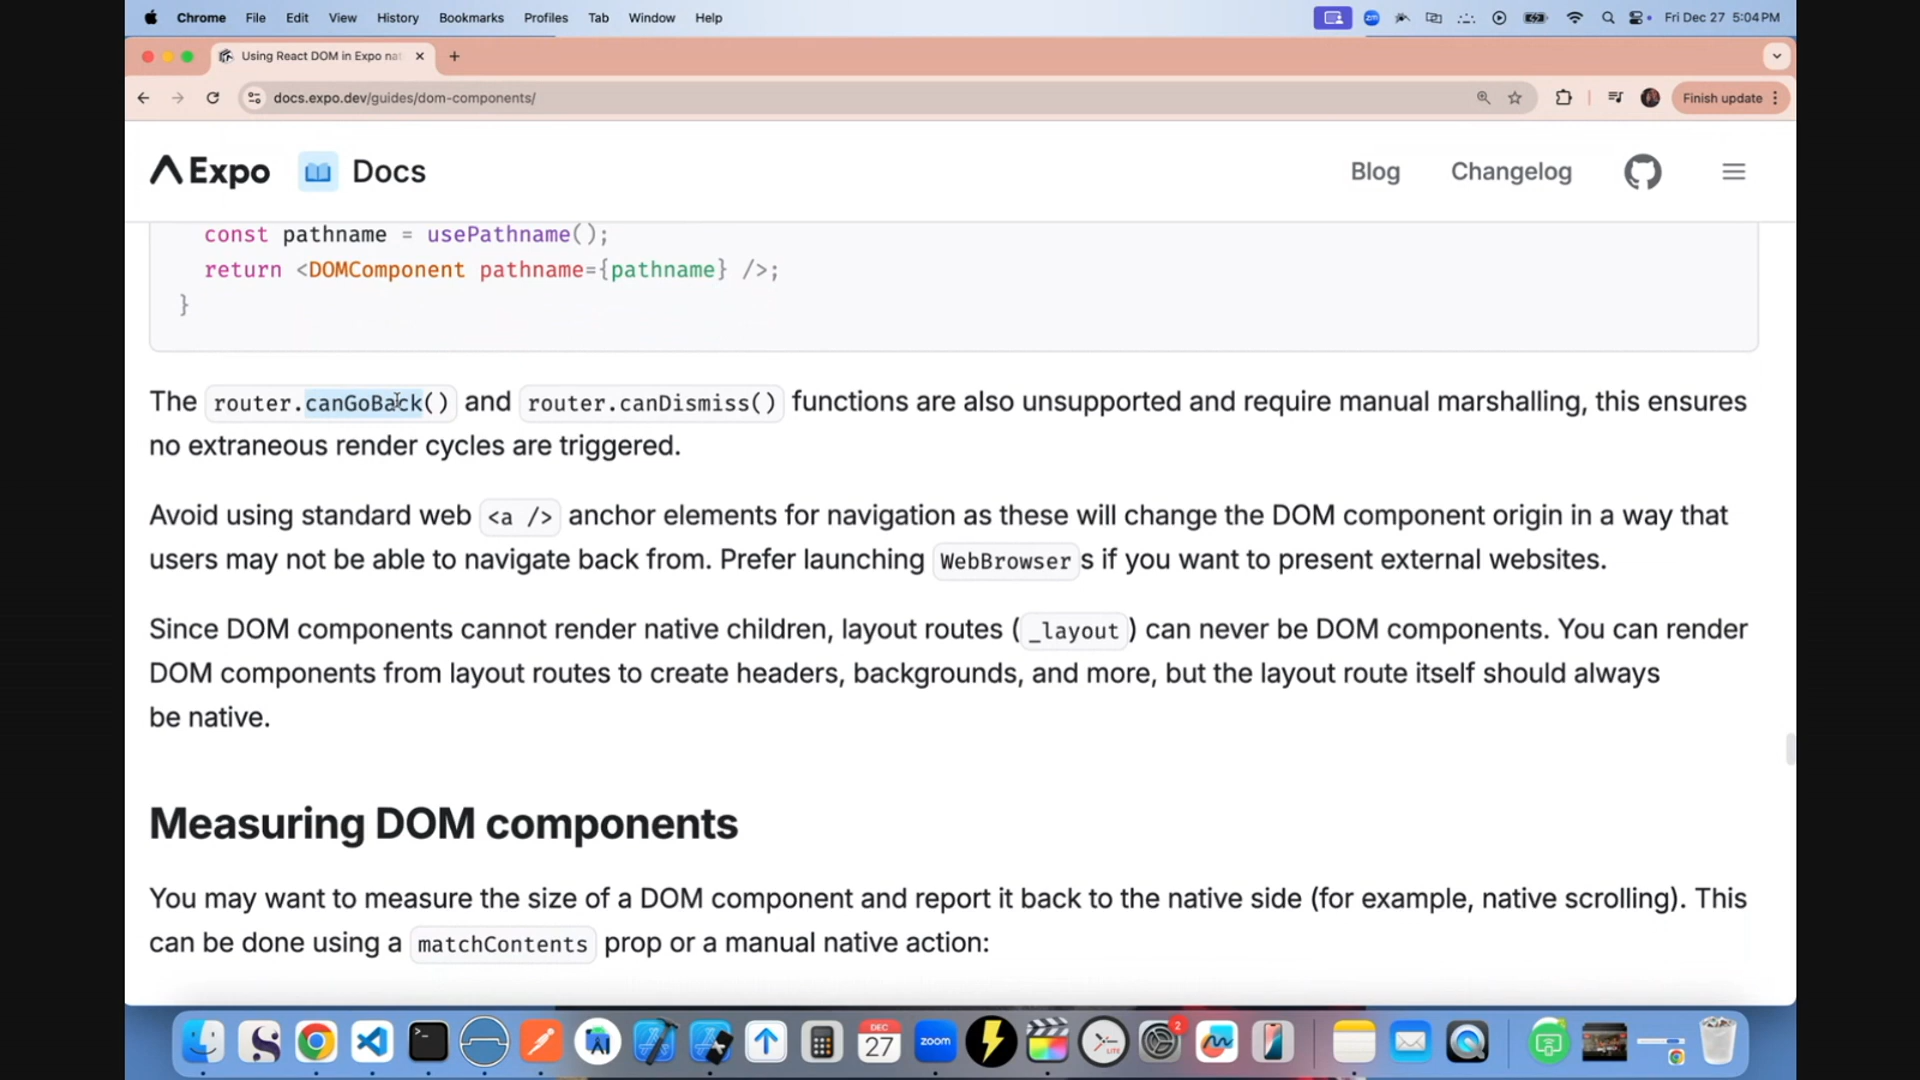 Chrome File Edit View History Bookmarks Profiles Tab Window Help Fri Dec 27 5:04 PM
Using React DOM in Expo nat
docs.expo.dev/guides/dom-components/ Finish update
Expo Docs Blog Changelog
const pathname = usePathname();
return <DOMComponent pathname={pathname} />;
}
The router.canGoBack() and router.canDismiss() functions are also unsupported and require manual marshalling, this ensures
no extraneous render cycles are triggered.
Avoid using standard web <a /> anchor elements for navigation as these will change the DOM component origin in a way that
users may not be able to navigate back from. Prefer launching WebBrowsers if you want to present external websites.
Since DOM components cannot render native children, layout routes (_layout) can never be DOM components. You can render
DOM components from layout routes to create headers, backgrounds, and more, but the layout route itself should always
be native.
Measuring DOM components
You may want to measure the size of a DOM component and report it back to the native side (for example, native scrolling). This
can be done using a matchContents prop or a manual native action:
DEC
27
zoom
LITE
2